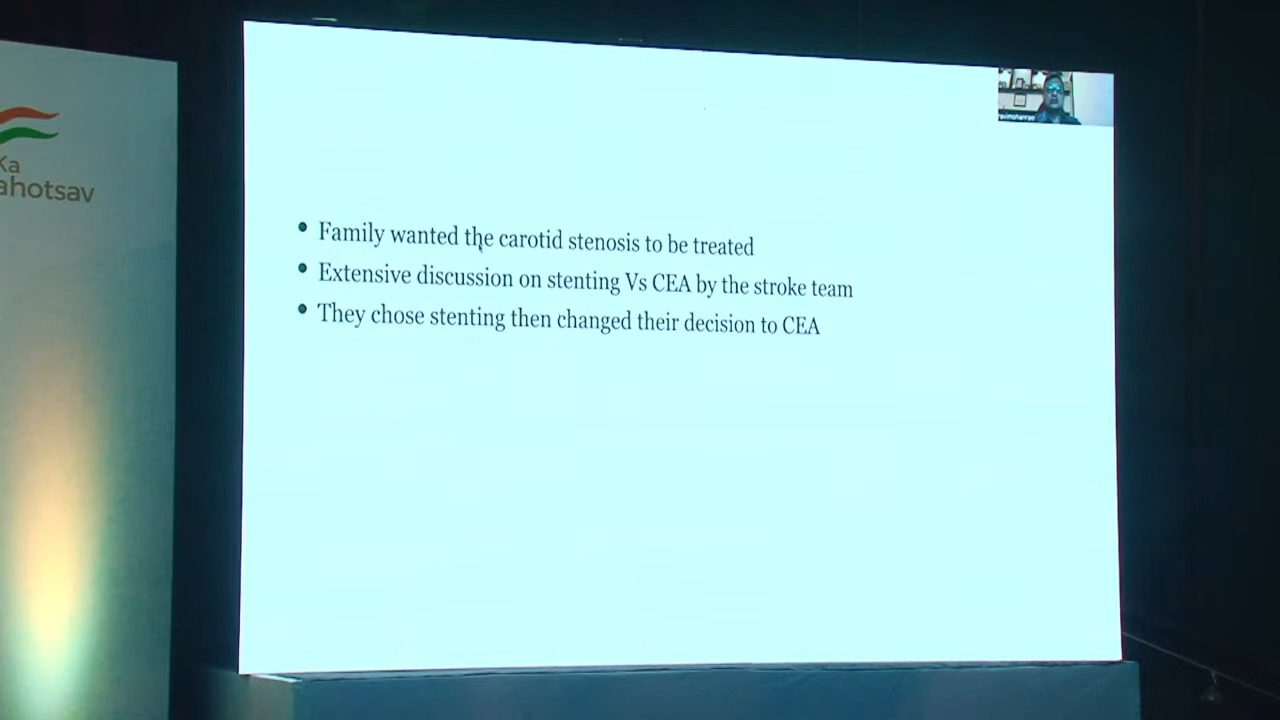 Ka
ahotsav
• Family wanted the carotid stenosis to be treated
• Extensive discussion on stenting Vs CEA by the stroke team
• They chose stenting then changed their decision to CEA